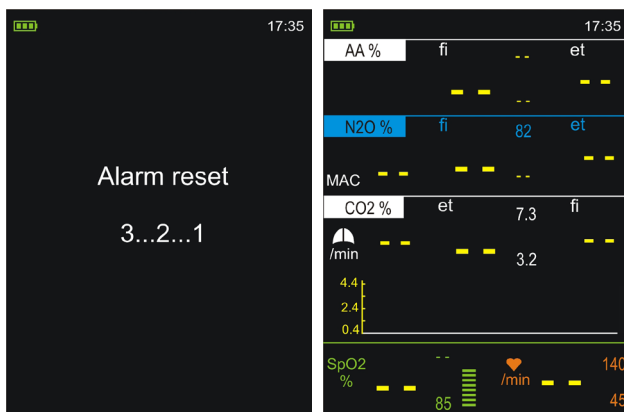 17:35
Alarm reset
3...2...1
17:35
AA % fi -- et
-- --
--
N2O % fi 82 et
--
MAC -- -- --
CO2 % et 7.3 fi
/min -- -- 3.2 --
4.4
2.4
0.4
SpO2 -- 140
% -- /min --
85 45